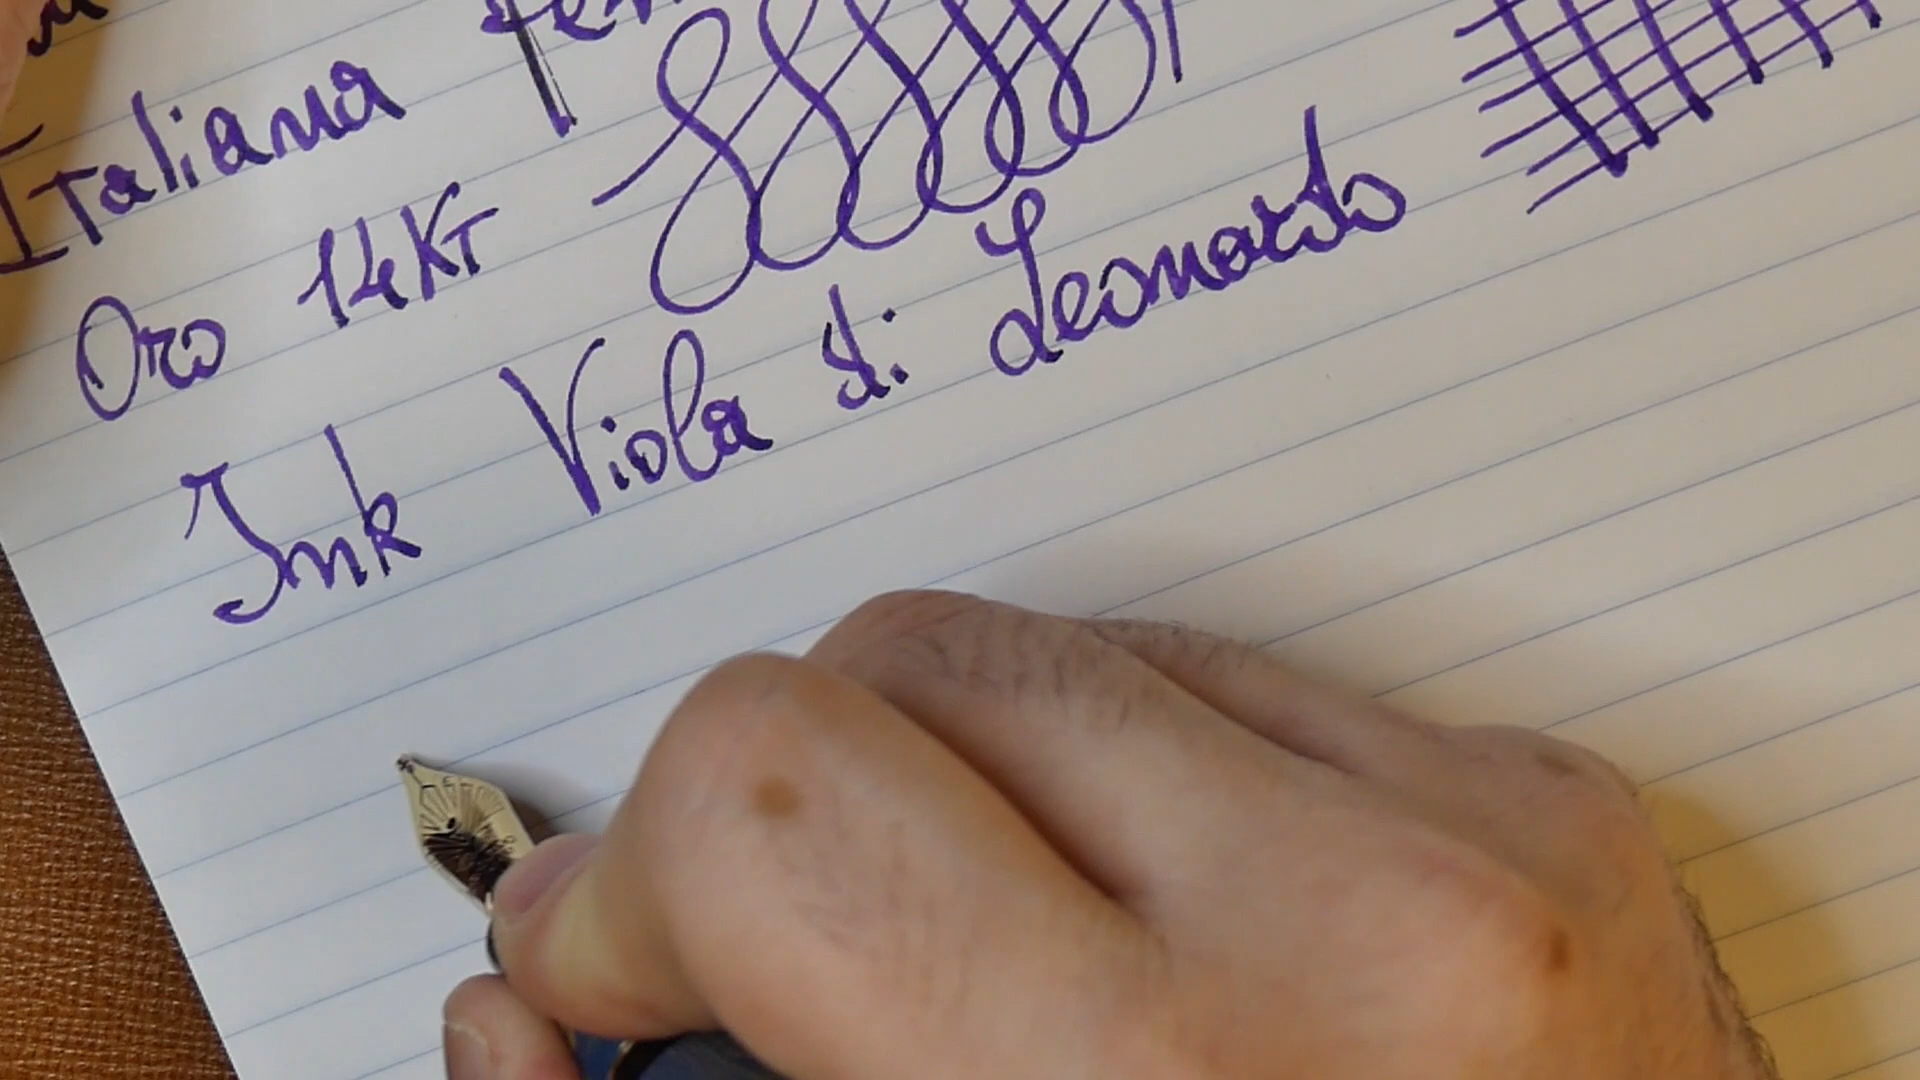 Italiana
Oro 14KT
Ink Viola di Leonardo